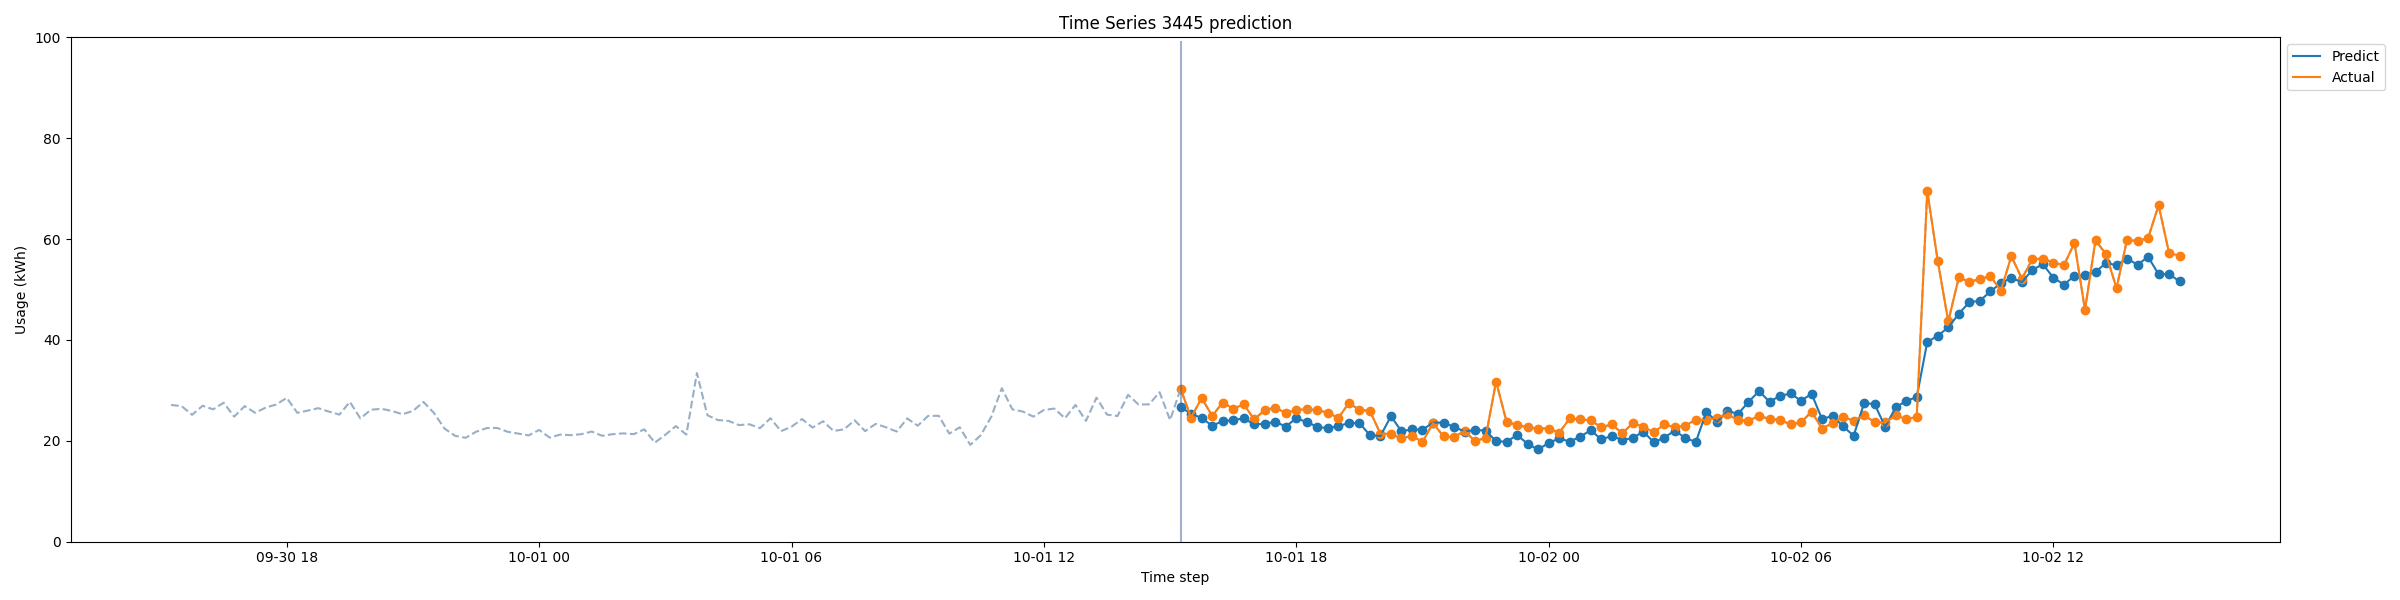 Time Series 3445 prediction
Predict
Actual
Usage (kWh)
100
80
60
40
20
0
09-30 18
10-01 00
10-01 06
10-01 12
10-01 18
10-02 00
10-02 06
10-02 12
Time step